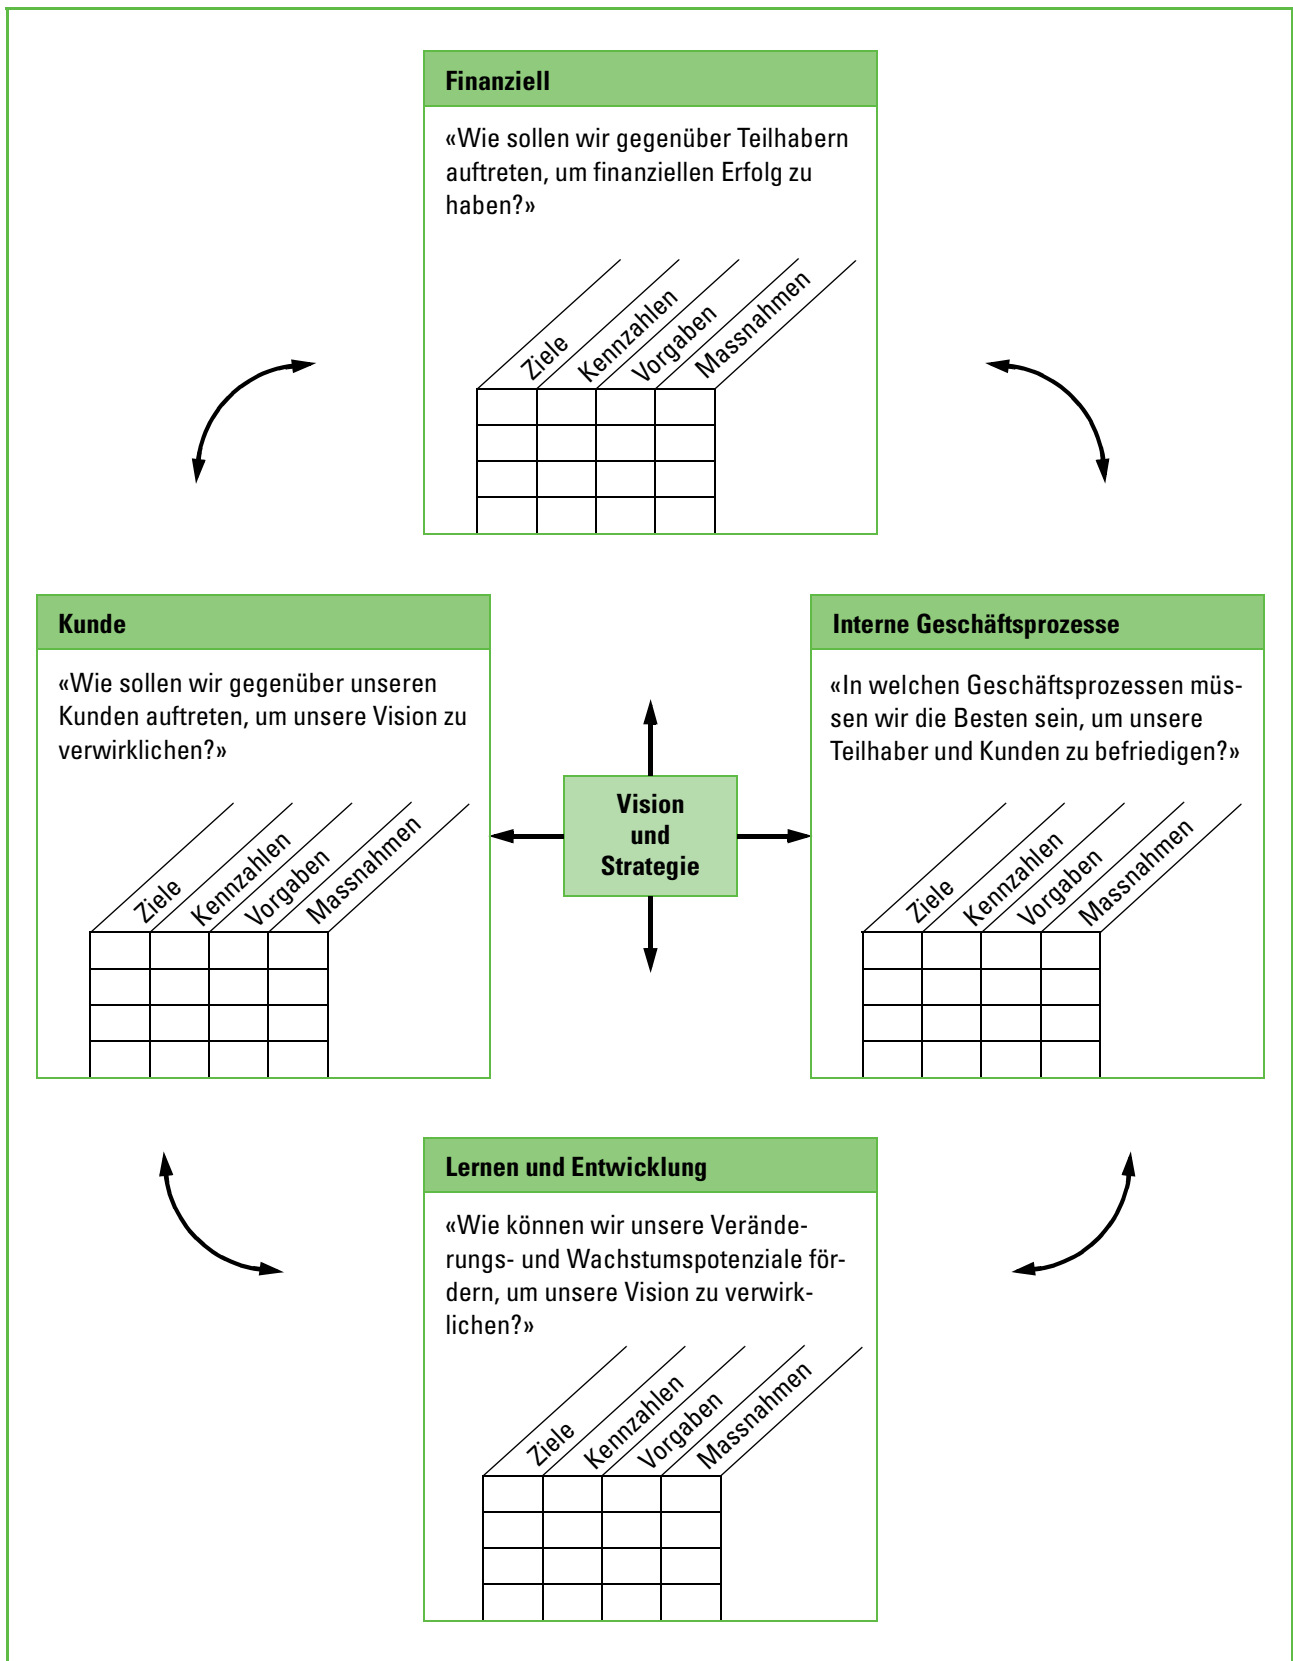 Finanziell
«Wie sollen wir gegenüber Teilhabern
auftreten, um finanziellen Erfolg zu
haben?»
Ziele
Kennzahlen
Vorgaben
Massnahmen
Kunde
«Wie sollen wir gegenüber unseren
Kunden auftreten, um unsere Vision zu
verwirklichen?»
Ziele
Kennzahlen
Vorgaben
Massnahmen
Vision
und
Strategie
Interne Geschäftsprozesse
«In welchen Geschäftsprozessen müs-
sen wir die Besten sein, um unsere
Teilhaber und Kunden zu befriedigen?»
Ziele
Kennzahlen
Vorgaben
Massnahmen
Lernen und Entwicklung
«Wie können wir unsere Verände-
rungs- und Wachstumspotenziale för-
dern, um unsere Vision zu verwirk-
lichen?»
Ziele
Kennzahlen
Vorgaben
Massnahmen